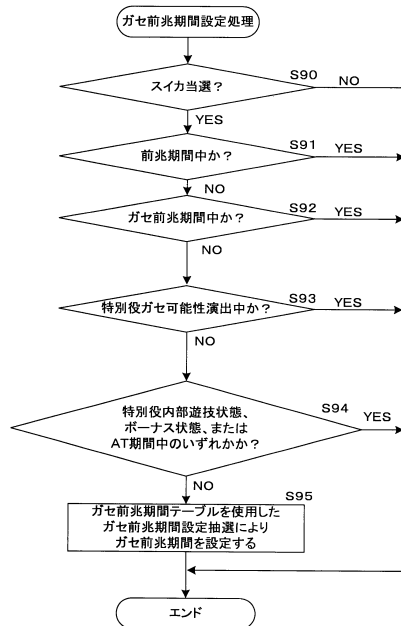 ガセ前兆期間設定処理
S90
スイカ当選？
NO
YES
S91
前兆期間中か？
YES
NO
S92
ガセ前兆期間中か？
YES
NO
S93
特別役ガセ可能性演出中か？
YES
NO
S94
特別役内部遊技状態、
ボーナス状態、または
AT期間中のいずれかか？
YES
NO
S95
ガセ前兆期間テーブルを使用した
ガセ前兆期間設定抽選により
ガセ前兆期間を設定する
エンド